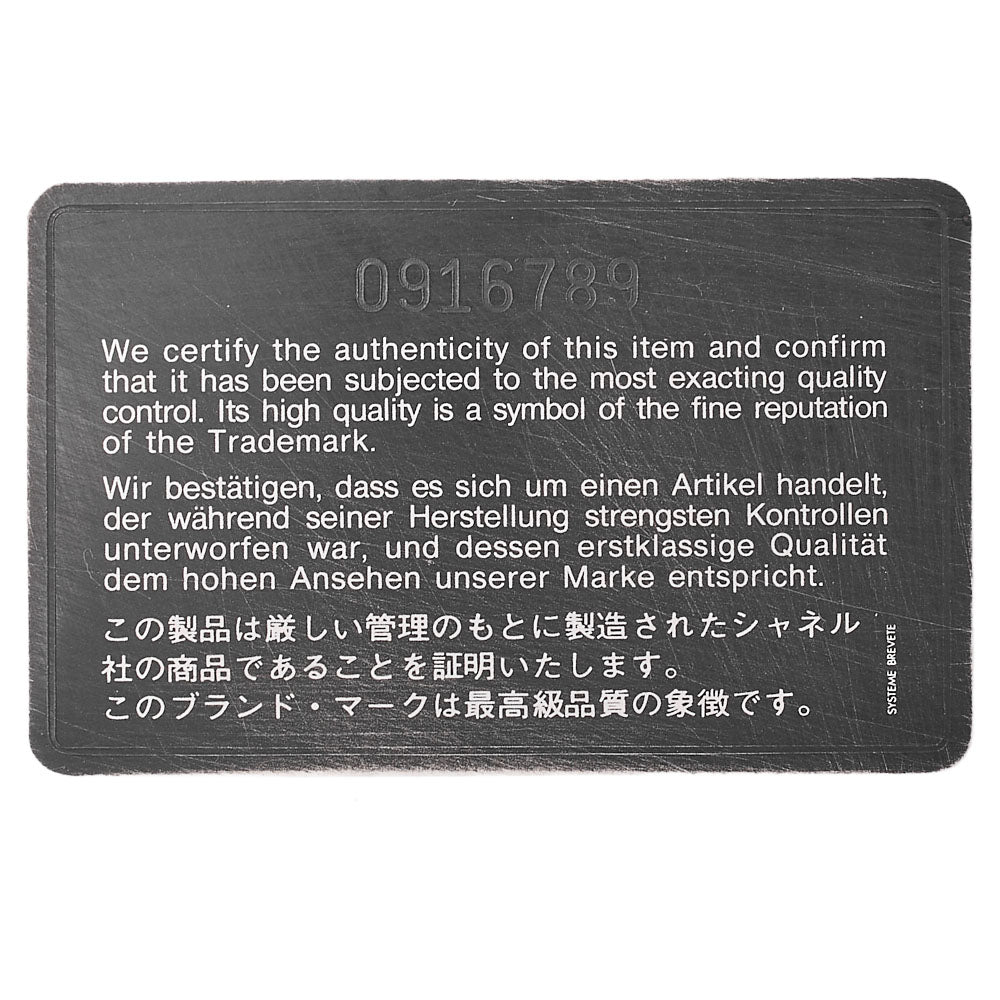 0916789
We certify the authenticity of this item and confirm
that it has been subjected to the most exacting quality
control. Its high quality is a symbol of the fine reputation
of the Trademark.
Wir bestätigen, dass es sich um einen Artikel handelt,
der während seiner Herstellung strengsten Kontrollen
unterworfen war, und dessen erstklassige Qualität
dem hohen Ansehen unserer Marke entspricht.
この製品は厳しい管理のもとに製造されたシャネル
社の商品であることを証明いたします。
このブランド・マークは最高級品質の象徴です。
SYSTEME BREVETE